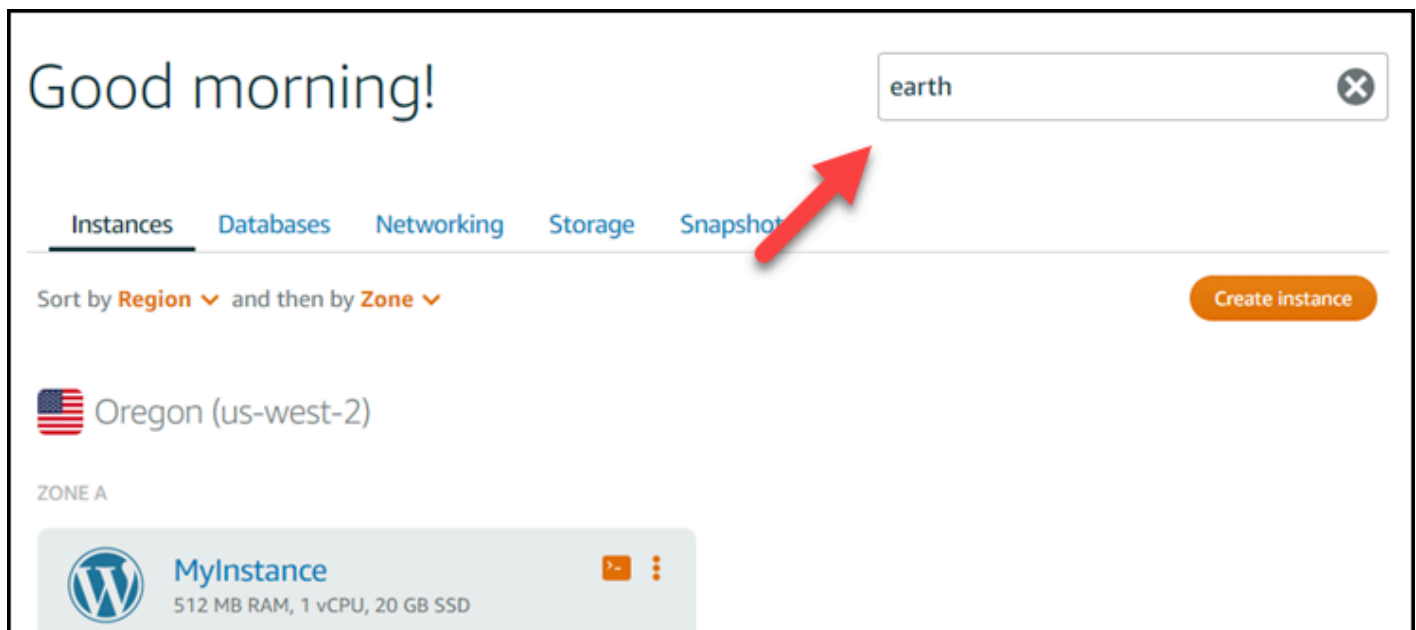 Good morning!
earth
Instances Databases Networking Storage Snapshot
Sort by Region and then by Zone
Create instance
Oregon (us-west-2)
ZONE A
MyInstance
512 MB RAM, 1 vCPU, 20 GB SSD